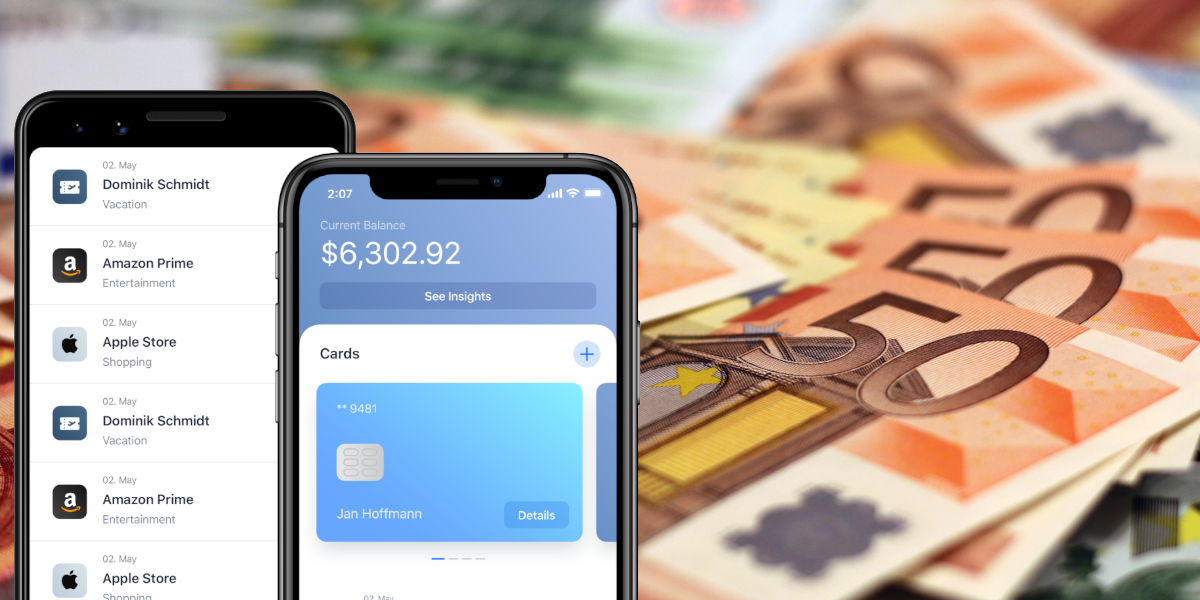 02. May
Dominik Schmidt
Vacation
02. May
Amazon Prime
Entertainment
02. May
Apple Store
Shopping
02. May
Dominik Schmidt
Vacation
02. May
Amazon Prime
Entertainment
02. May
Apple Store
Shopping
2:07
Current Balance
$6,302.92
See Insights
Cards
** 9481
Jan Hoffmann
Details
02. May
50
50
50